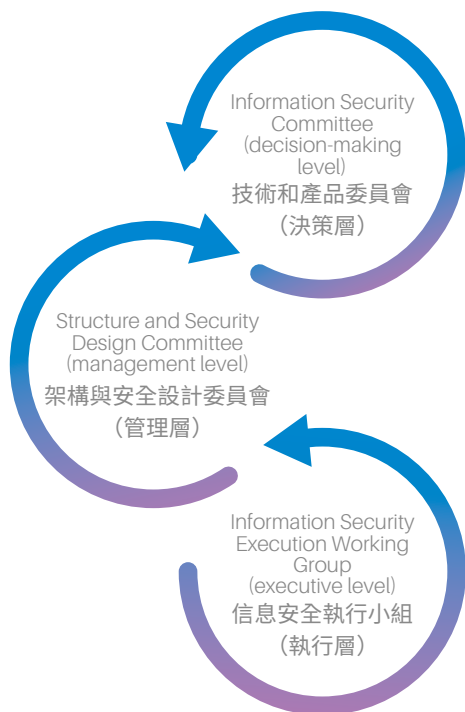 Information Security
Committee
(decision-making
level)
技術和產品委員會
（決策層）
Structure and Security
Design Committee
(management level)
架構與安全設計委員會
（管理層）
Information Security
Execution Working
Group
(executive level)
信息安全執行小組
（執行層）